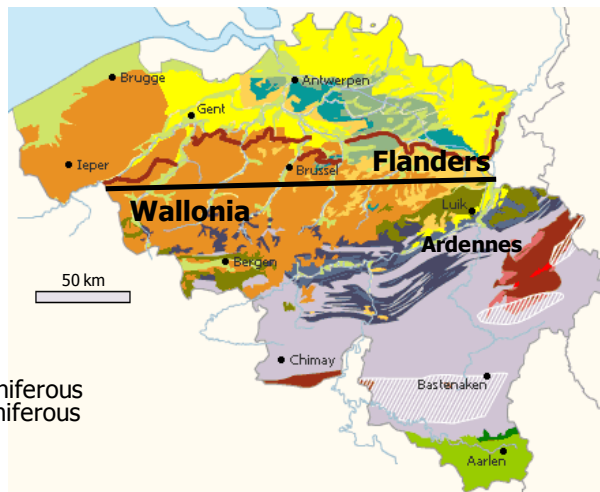 Brugge
Antwerpen
Gent
Ieper
Brussel
Flanders
Wallonia
Luik
Ardennes
Bergen
50 km
Chimay
niferous
niferous
Bastenaken
Aarlen